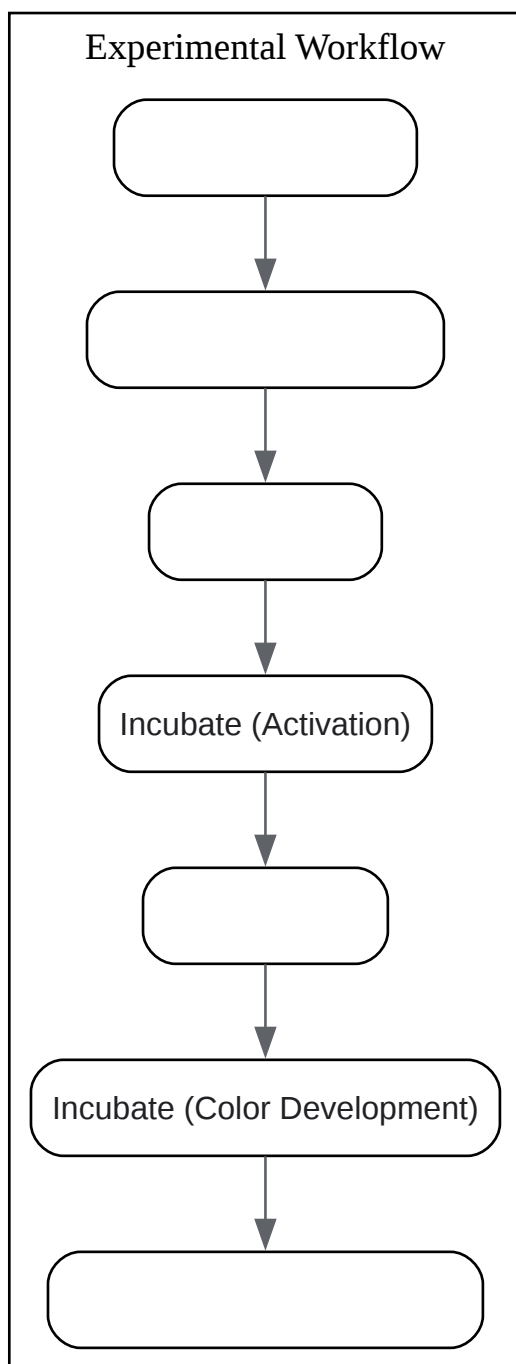 Experimental Workflow
Incubate (Activation)
Incubate (Color Development)